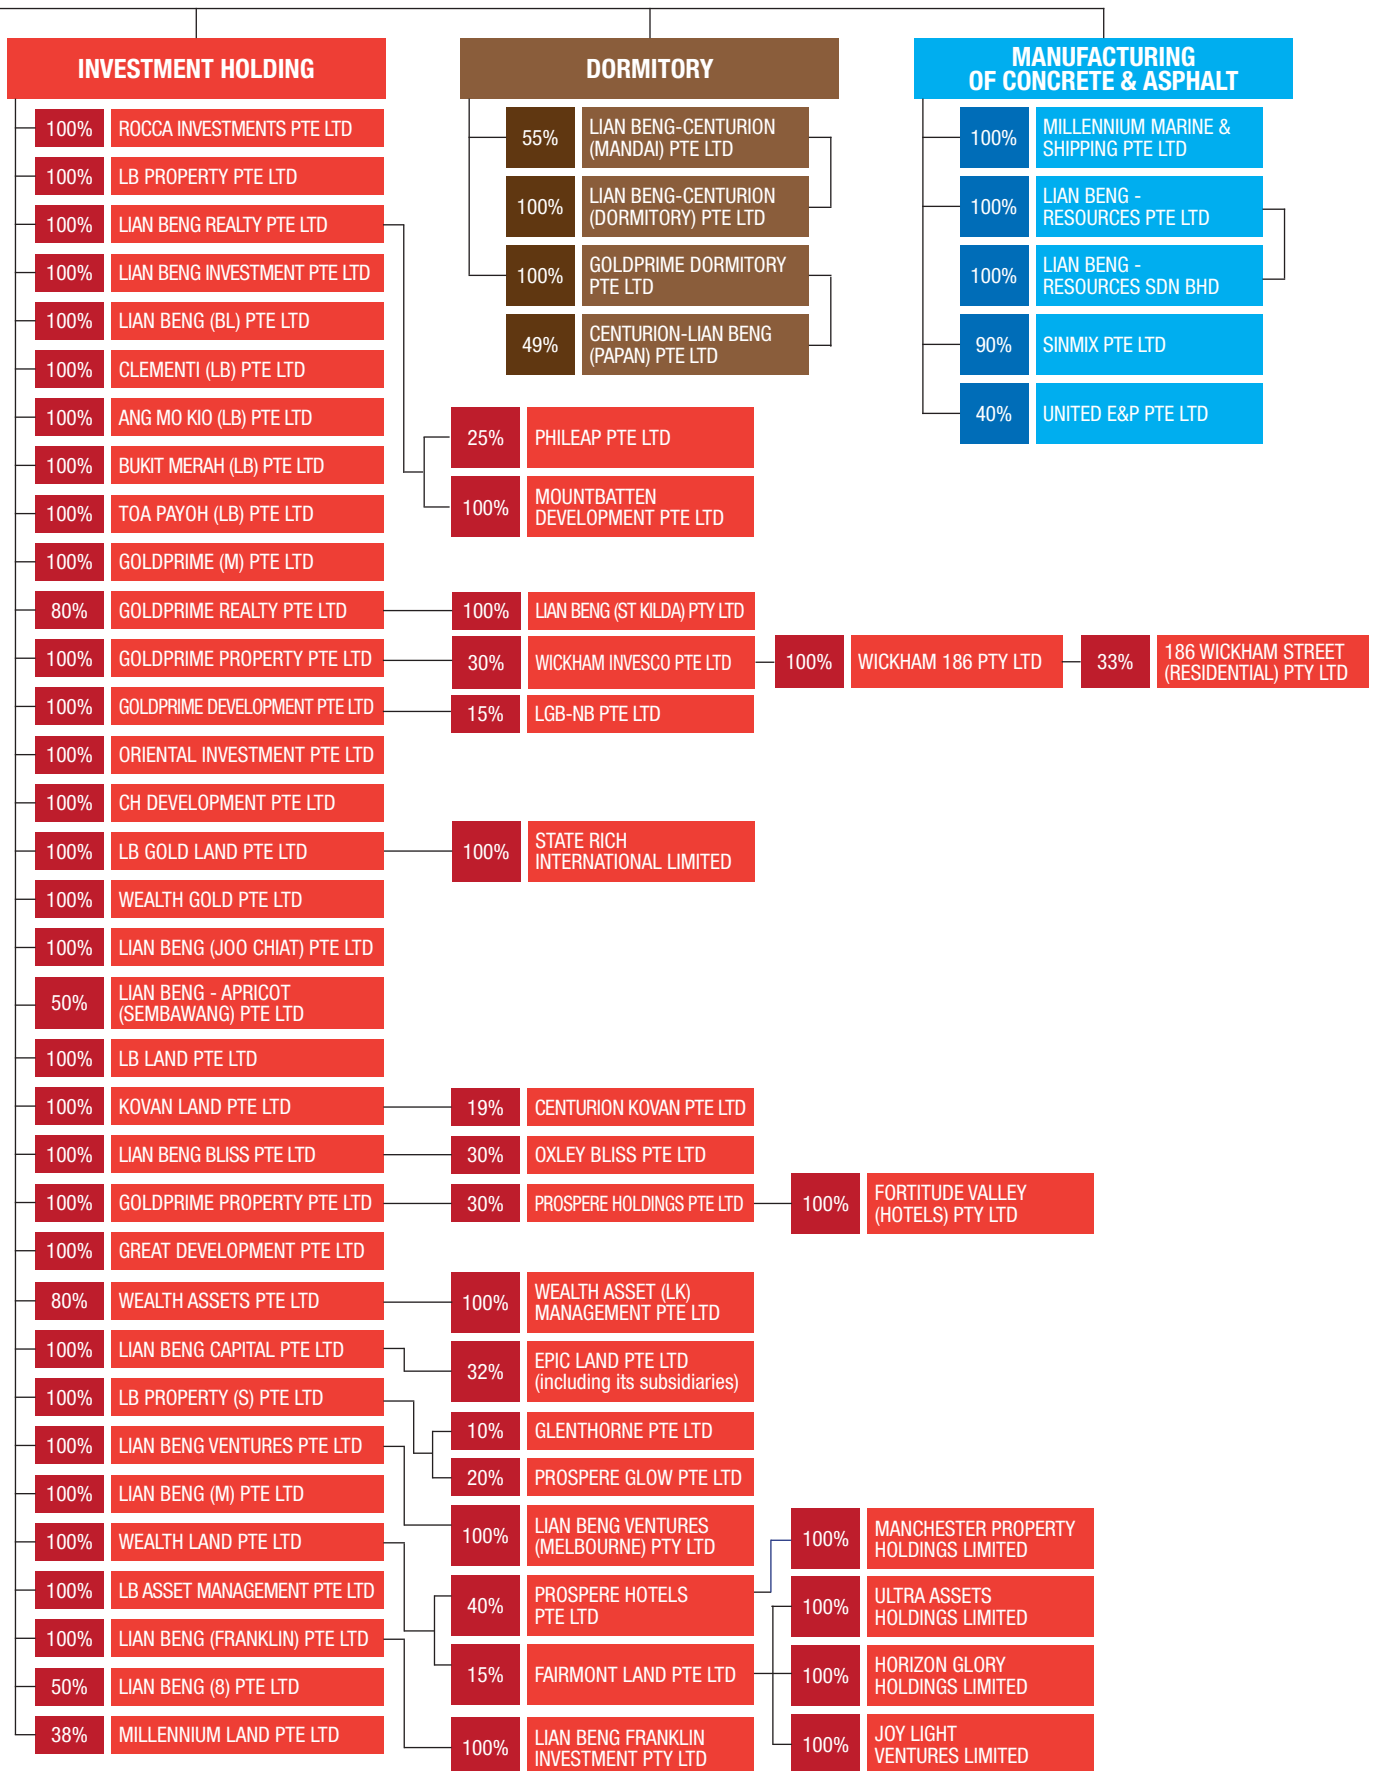 INVESTMENT HOLDING
100% ROCCA INVESTMENTS PTE LTD
100% LB PROPERTY PTE LTD
100% LIAN BENG REALTY PTE LTD
100% LIAN BENG INVESTMENT PTE LTD
100% LIAN BENG (BL) PTE LTD
100% CLEMENTI (LB) PTE LTD
100% ANG MO KIO (LB) PTE LTD
100% BUKIT MERAH (LB) PTE LTD
100% TOA PAYOH (LB) PTE LTD
100% GOLDPRIME (M) PTE LTD
80% GOLDPRIME REALTY PTE LTD
100% GOLDPRIME PROPERTY PTE LTD
100% GOLDPRIME DEVELOPMENT PTE LTD
100% ORIENTAL INVESTMENT PTE LTD
100% CH DEVELOPMENT PTE LTD
100% LB GOLD LAND PTE LTD
100% WEALTH GOLD PTE LTD
100% LIAN BENG (JOO CHIAT) PTE LTD
50% LIAN BENG - APRICOT
(SEMBAWANG) PTE LTD
100% LB LAND PTE LTD
100% KOVAN LAND PTE LTD
100% LIAN BENG BLISS PTE LTD
100% GOLDPRIME PROPERTY PTE LTD
100% GREAT DEVELOPMENT PTE LTD
80% WEALTH ASSETS PTE LTD
100% LIAN BENG CAPITAL PTE LTD
100% LB PROPERTY (S) PTE LTD
100% LIAN BENG VENTURES PTE LTD
100% LIAN BENG (M) PTE LTD
100% WEALTH LAND PTE LTD
100% LB ASSET MANAGEMENT PTE LTD
100% LIAN BENG (FRANKLIN) PTE LTD
50% LIAN BENG (8) PTE LTD
38% MILLENNIUM LAND PTE LTD
25% PHILEAP PTE LTD
100% MOUNTBATTEN
DEVELOPMENT PTE LTD
100% LIAN BENG (ST KILDA) PTY LTD
30% WICKHAM INVESCO PTE LTD
100% WICKHAM 186 PTY LTD
33% 186 WICKHAM STREET
(RESIDENTIAL) PTY LTD
15% LGB-NB PTE LTD
100% STATE RICH
INTERNATIONAL LIMITED
19% CENTURION KOVAN PTE LTD
30% OXLEY BLISS PTE LTD
30% PROSPERE HOLDINGS PTE LTD
100% FORTITUDE VALLEY
(HOTELS) PTY LTD
100% WEALTH ASSET (LK)
MANAGEMENT PTE LTD
32% EPIC LAND PTE LTD
(including its subsidiaries)
10% GLENTHORNE PTE LTD
20% PROSPERE GLOW PTE LTD
100% LIAN BENG VENTURES
(MELBOURNE) PTY LTD
40% PROSPERE HOTELS
PTE LTD
15% FAIRMONT LAND PTE LTD
100% LIAN BENG FRANKLIN
INVESTMENT PTY LTD
100% MANCHESTER PROPERTY
HOLDINGS LIMITED
100% ULTRA ASSETS
HOLDINGS LIMITED
100% HORIZON GLORY
HOLDINGS LIMITED
100% JOY LIGHT
VENTURES LIMITED
DORMITORY
55% LIAN BENG-CENTURION
(MANDAI) PTE LTD
100% LIAN BENG-CENTURION
(DORMITORY) PTE LTD
100% GOLDPRIME DORMITORY
PTE LTD
49% CENTURION-LIAN BENG
(PAPAN) PTE LTD
MANUFACTURING
OF CONCRETE & ASPHALT
100% MILLENNIUM MARINE &
SHIPPING PTE LTD
100% LIAN BENG -
RESOURCES PTE LTD
100% LIAN BENG -
RESOURCES SDN BHD
90% SINMIX PTE LTD
40% UNITED E&P PTE LTD